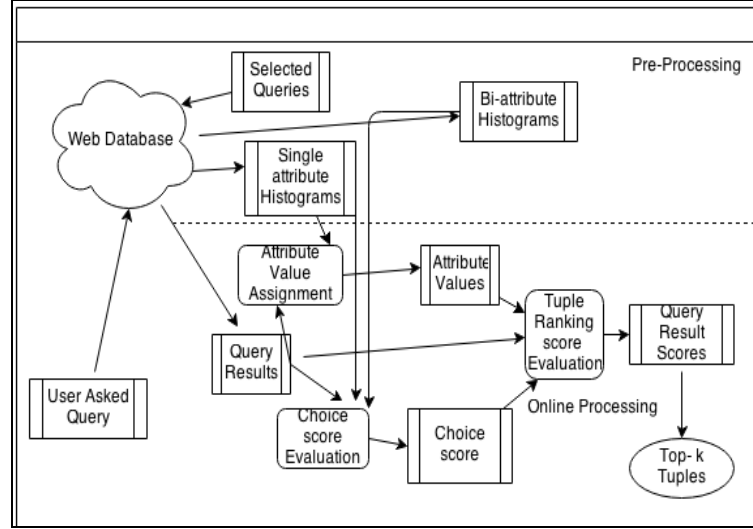 Pre-Processing
Selected
Queries
Bi-attribute
Histograms
Web Database
Single
attribute
Histograms
Attribute
Value
Assignment
Attribute
Values
Tuple
Ranking
score
Evaluation
Query
Result
Scores
Query
Results
User Asked
Query
Choice
score
Evaluation
Choice
score
Online Processing
Top- k
Tuples